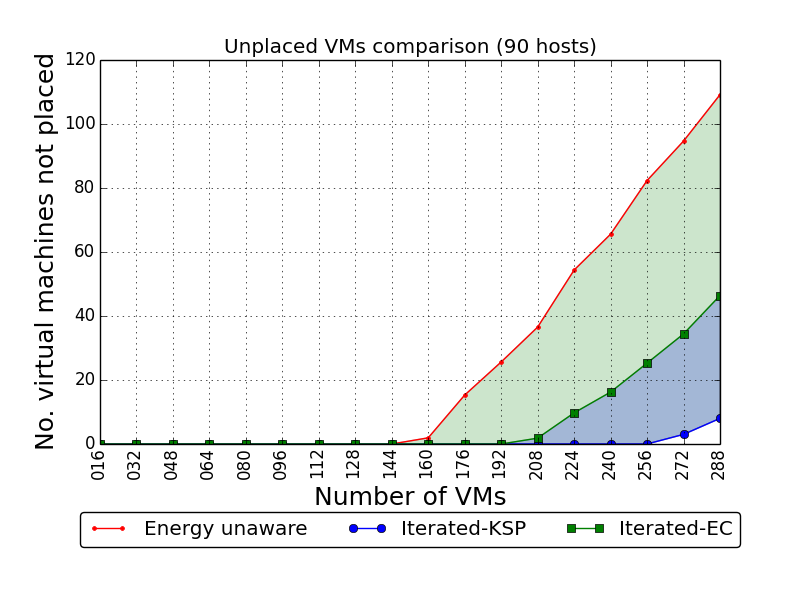 Unplaced VMs comparison (90 hosts)
No. virtual machines not placed
120
100
80
60
40
20
0
016 032 048 064 080 096 112 128 144 160 176 192 208 224 240 256 272 288
Number of VMs
Energy unaware Iterated-KSP Iterated-EC